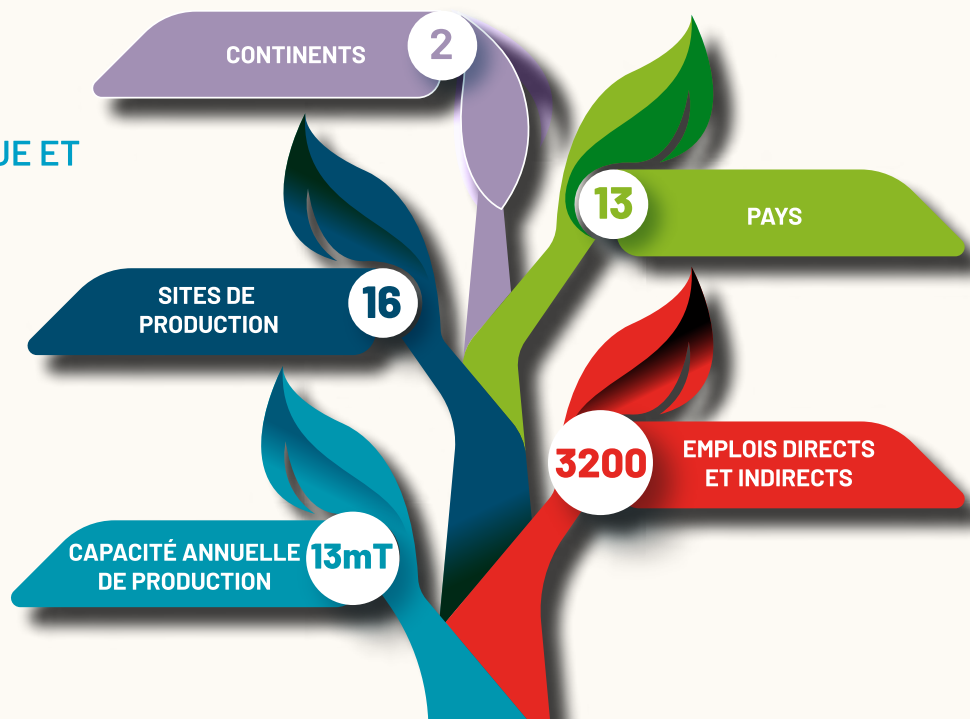 CONTINENTS
2
UE ET
13
PAYS
SITES DE
PRODUCTION
16
3200
EMPLOIS DIRECTS
ET INDIRECTS
CAPACITÉ ANNUELLE
DE PRODUCTION
13mT